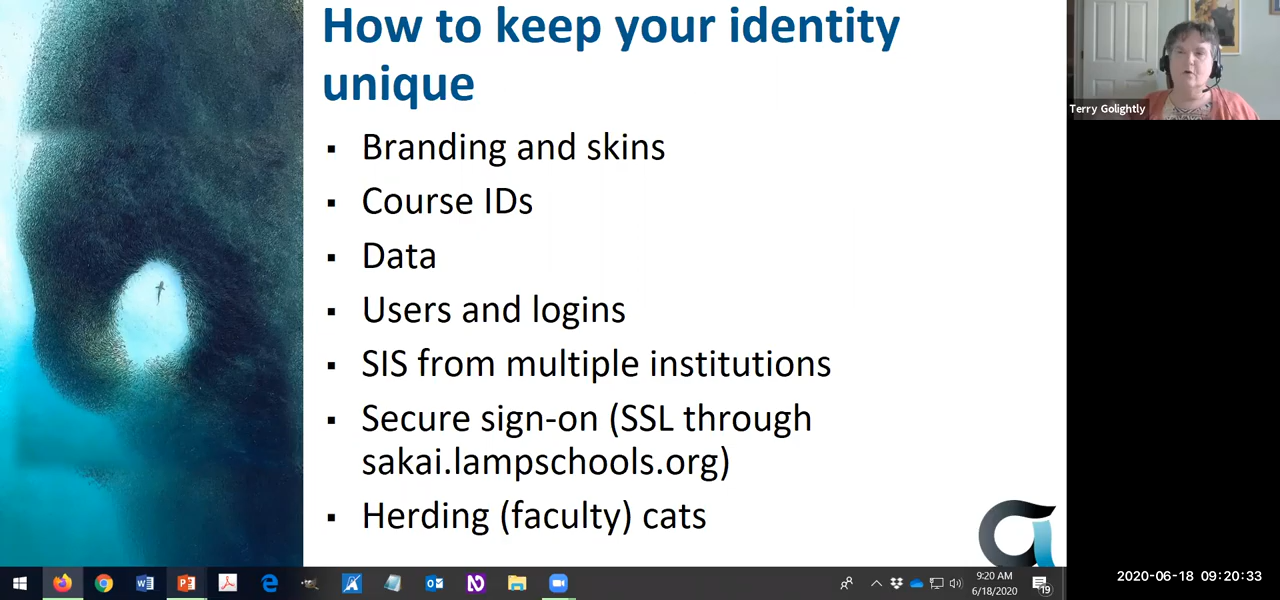 How to keep your identity
unique
▪ Branding and skins
▪ Course IDs
▪ Data
▪ Users and logins
▪ SIS from multiple institutions
▪ Secure sign-on (SSL through
sakai.lampschools.org)
▪ Herding (faculty) cats
Terry Golightly
9:20 AM
6/18/2020
19
2020-06-18 09:20:33